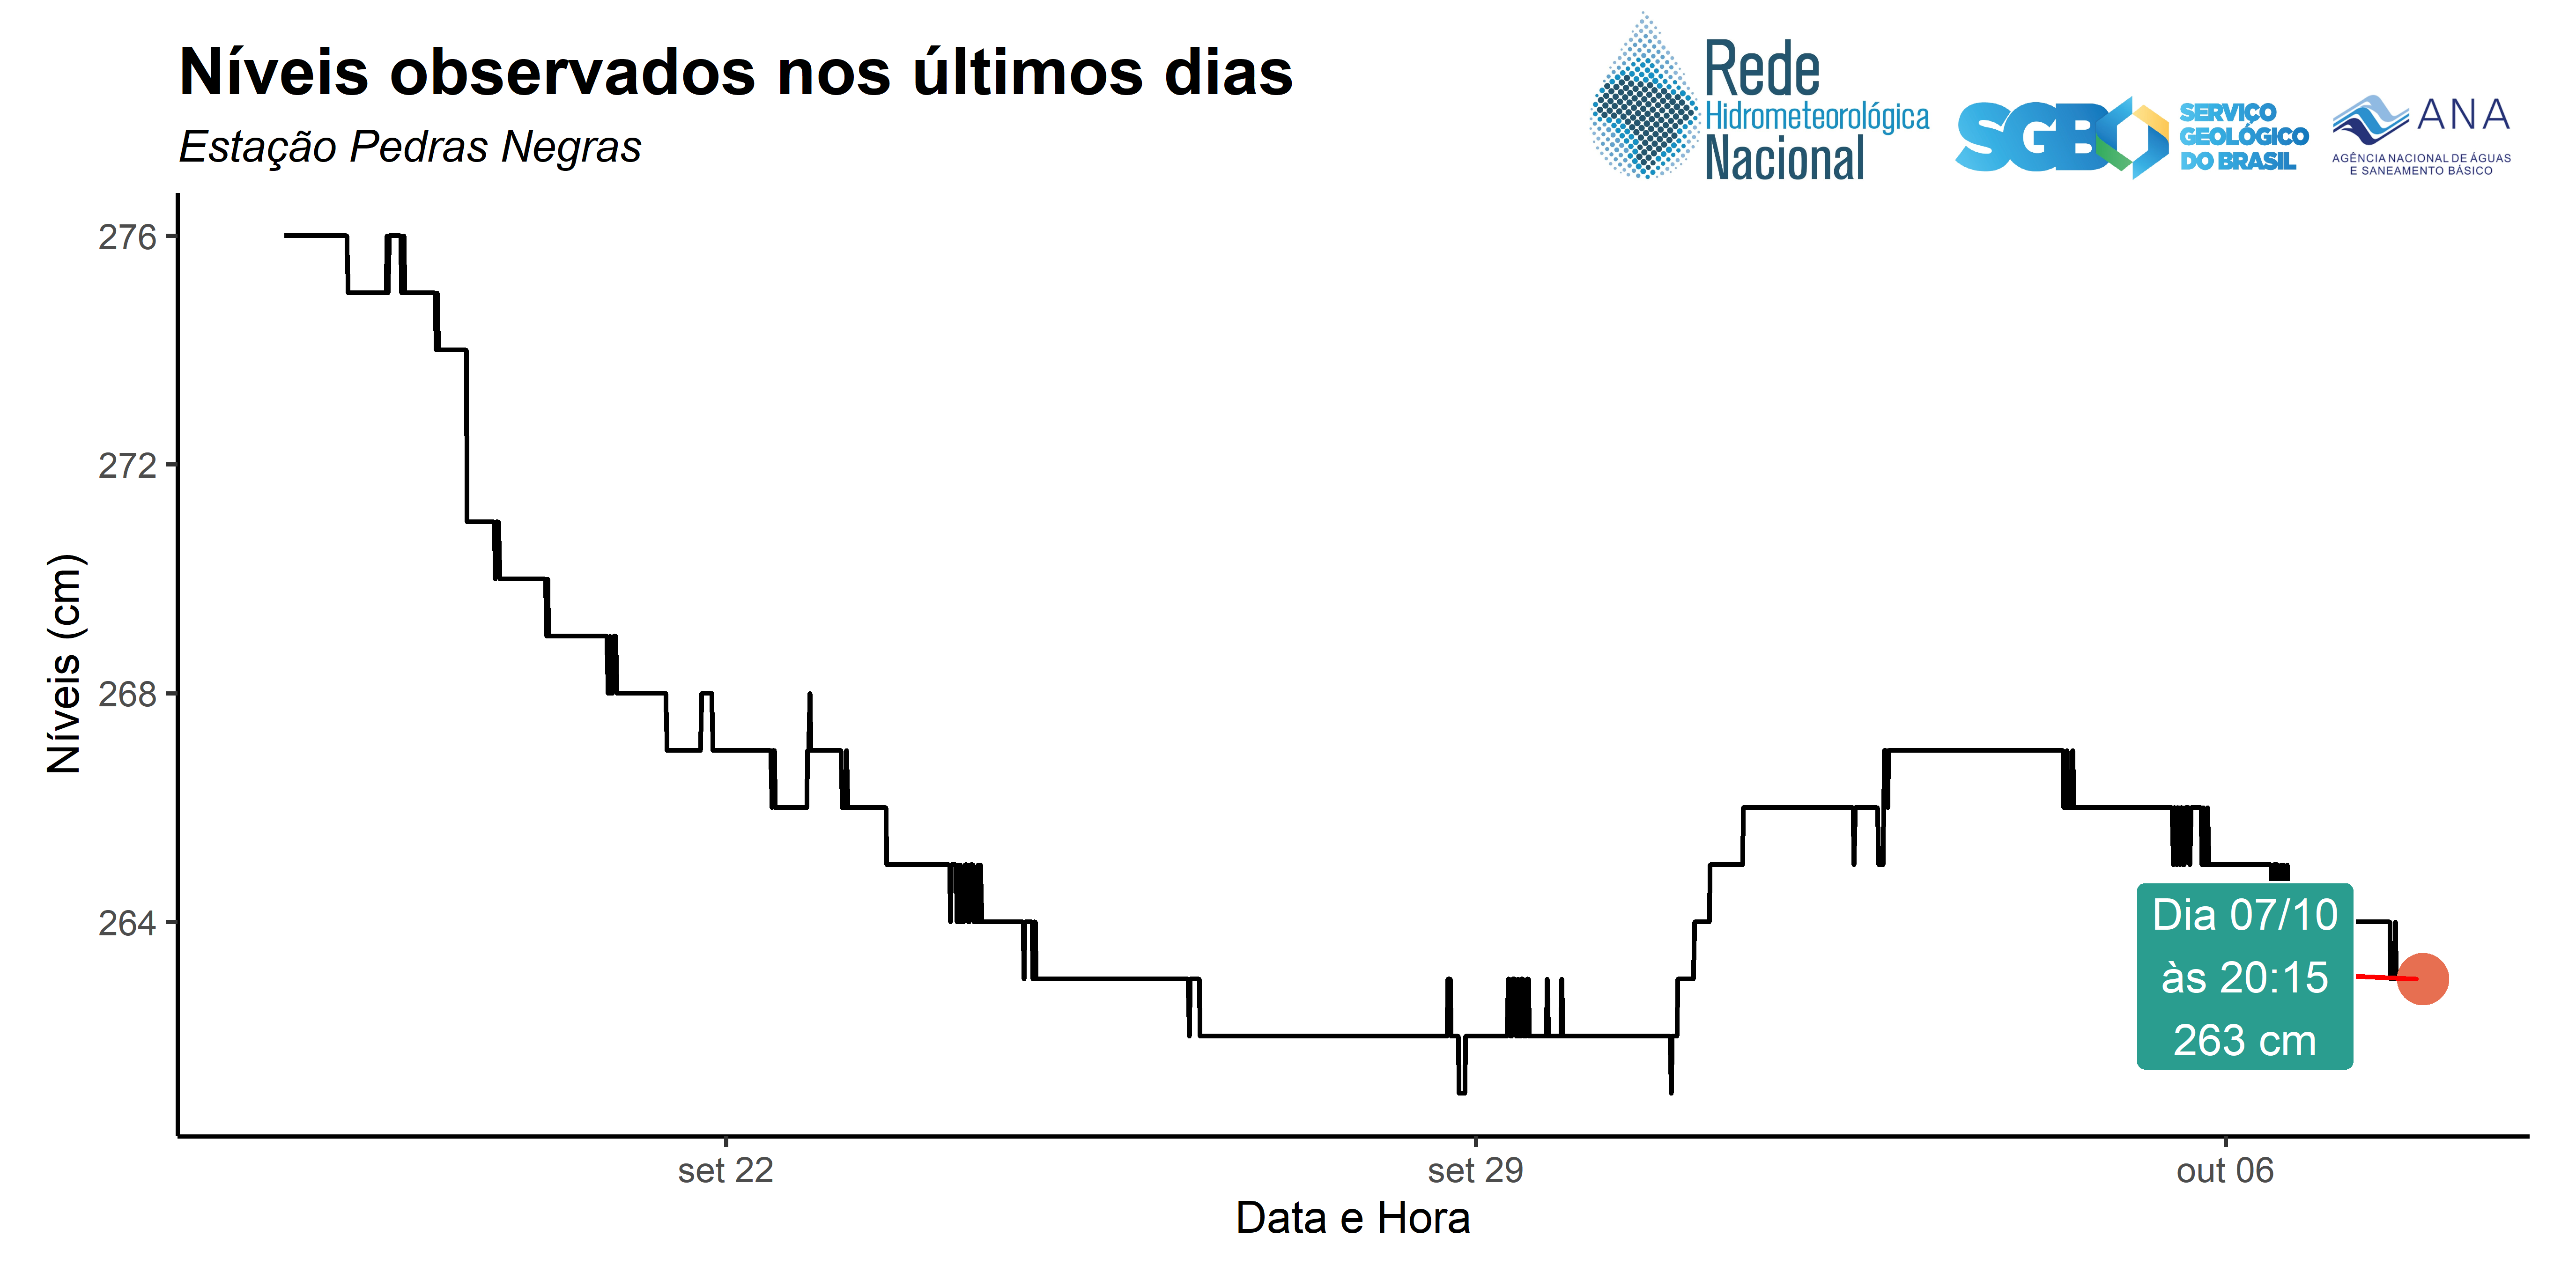 Níveis observados nos últimos dias
Estação Pedras Negras
Rede
Hidrometeorológica
Nacional
SGB
SERVIÇO
GEOLÓGICO
DO BRASIL
ANA
AGÊNCIA NACIONAL DE ÁGUAS
E SANEAMENTO BÁSICO
Níveis (cm)
276
272
268
264
Dia 07/10
às 20:15
263 cm
set 22
set 29
out 06
Data e Hora